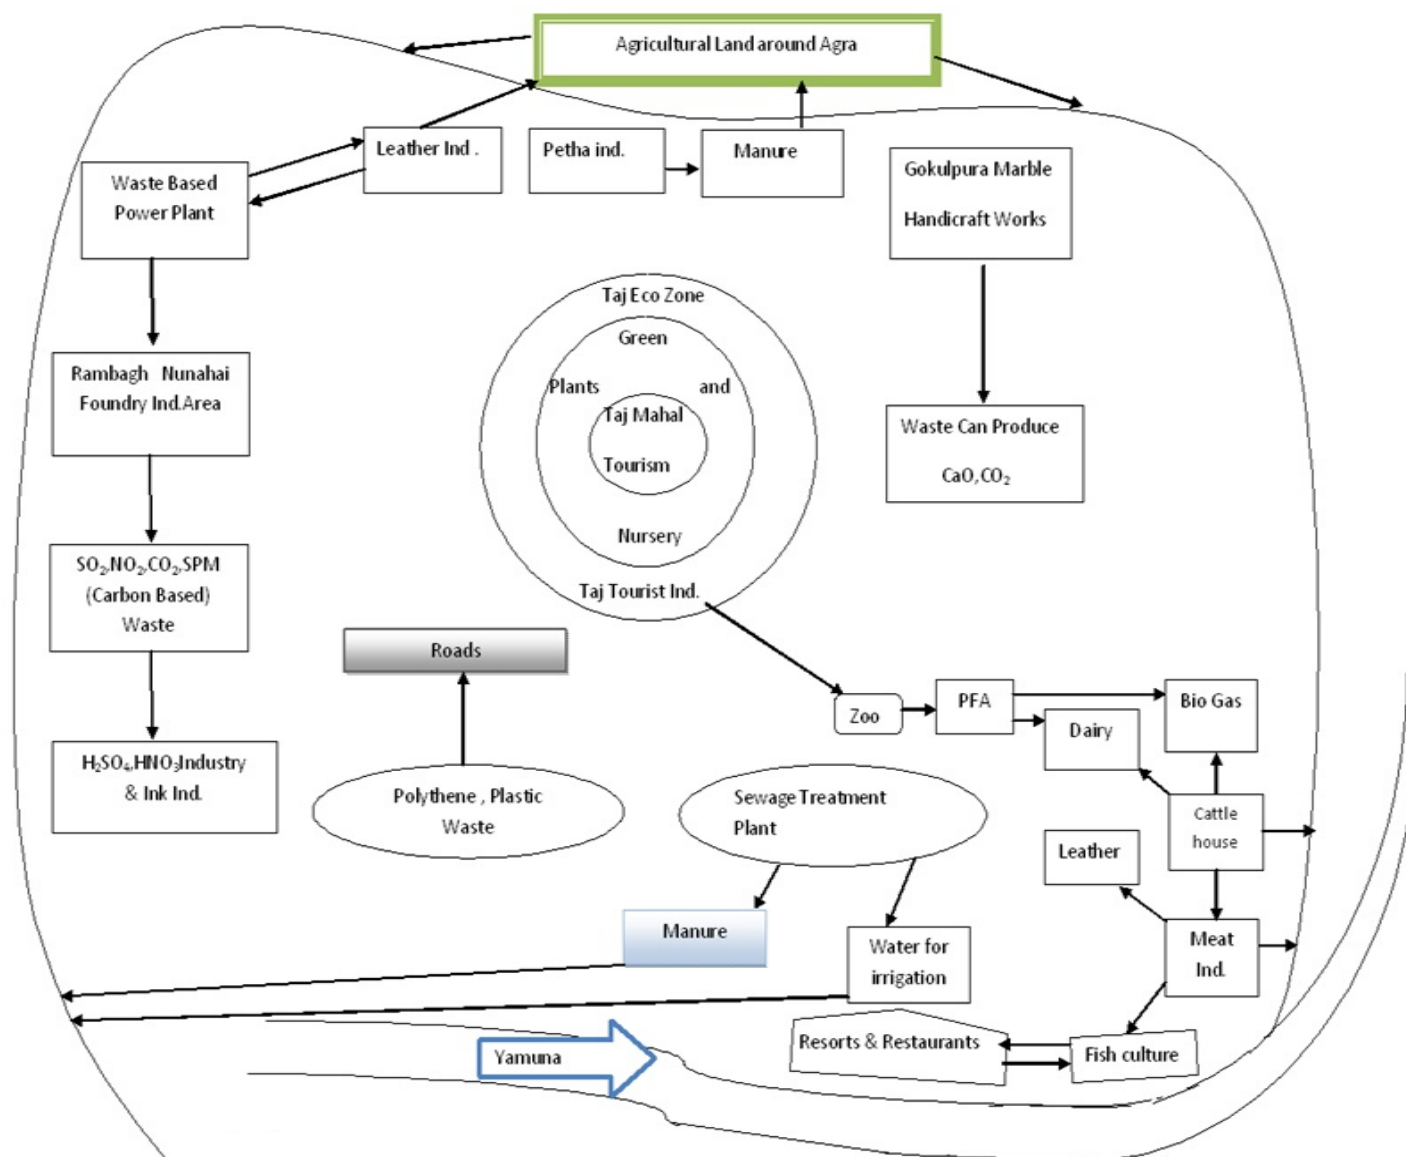 Agricultural Land around Agra
Leather Ind .
Petha ind.
Manure
Waste Based
Power Plant
Gokulpura Marble
Handicraft Works
Taj Eco Zone
Green
Plants and
Taj Mahal
Tourism
Nursery
Taj Tourist Ind.
Rambagh Nunahai
Foundry Ind.Area
Waste Can Produce
CaO,CO₂
SO₂,NO₂,CO₂,SPM
(Carbon Based)
Waste
Roads
Zoo
PFA
Dairy
Bio Gas
H₂SO₄,HNO₃Industry
& Ink Ind.
Polythene , Plastic
Waste
Sewage Treatment
Plant
Cattle
house
Leather
Manure
Water for
irrigation
Meat
Ind.
Yamuna
Resorts & Restaurants
Fish culture